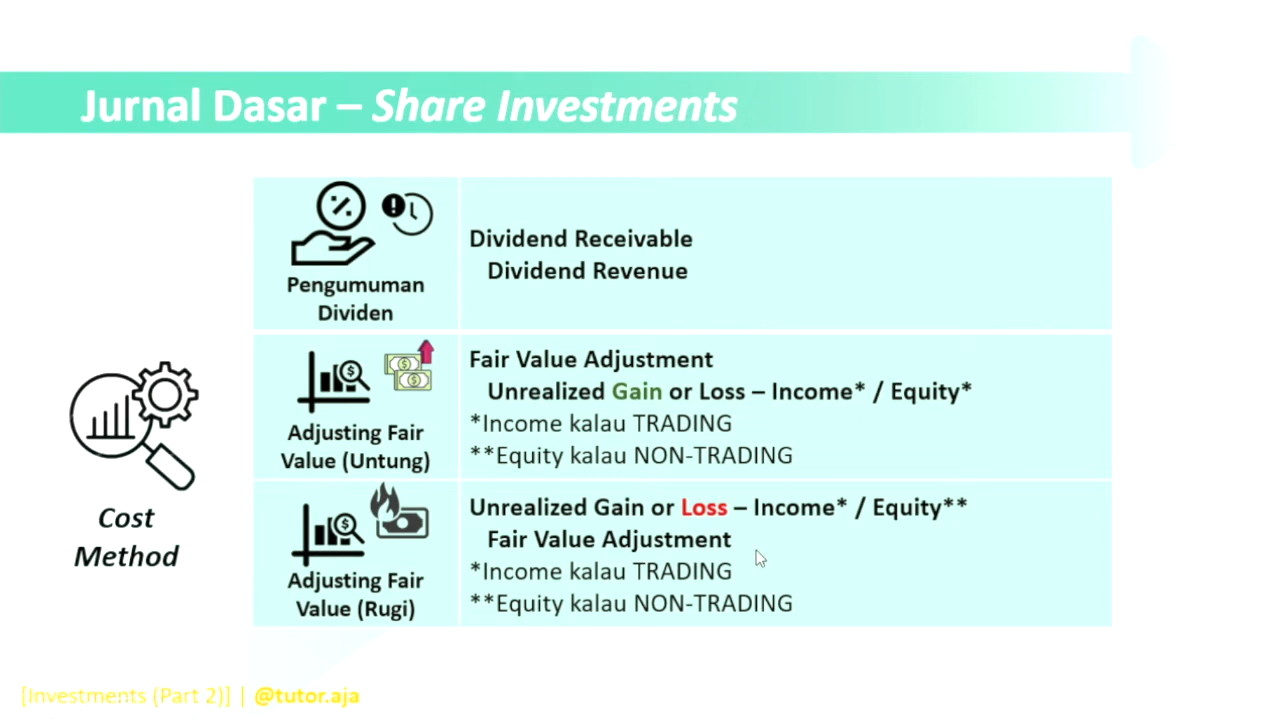 Jurnal Dasar – Share Investments
Cost
Method
Pengumuman
Dividen
Dividend Receivable
Dividend Revenue
Adjusting Fair
Value (Untung)
Fair Value Adjustment
Unrealized Gain or Loss – Income* / Equity*
*Income kalau TRADING
**Equity kalau NON-TRADING
Adjusting Fair
Value (Rugi)
Unrealized Gain or Loss – Income* / Equity**
Fair Value Adjustment
*Income kalau TRADING
**Equity kalau NON-TRADING
[Investments (Part 2)] | @tutor.aja